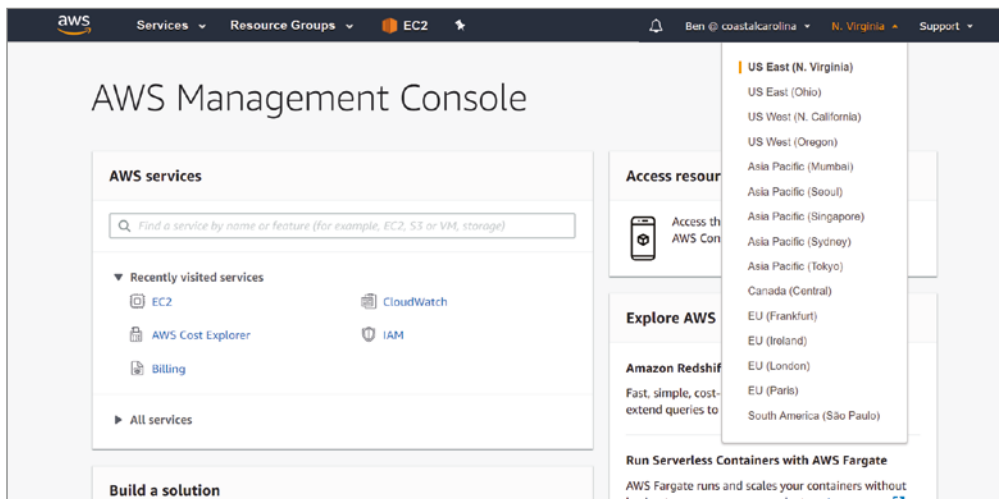 aws Services Resource Groups EC2 Ben @ coastalcarolina N. Virginia Support
AWS Management Console
US East (N. Virginia)
US East (Ohio)
US West (N. California)
US West (Oregon)
Asia Pacific (Mumbai)
Asia Pacific (Seoul)
Asia Pacific (Singapore)
Asia Pacific (Sydney)
Asia Pacific (Tokyo)
Canada (Central)
EU (Frankfurt)
EU (Ireland)
EU (London)
EU (Paris)
South America (São Paulo)
AWS services
Find a service by name or feature (for example, EC2, S3 or VM, storage)
Recently visited services
EC2
CloudWatch
AWS Cost Explorer
IAM
Billing
All services
Build a solution
Access resour
Access th
AWS Con
Explore AWS
Amazon Redshif
Fast, simple, cost-
extend queries to
Run Serverless Containers with AWS Fargate
AWS Fargate runs and scales your containers without